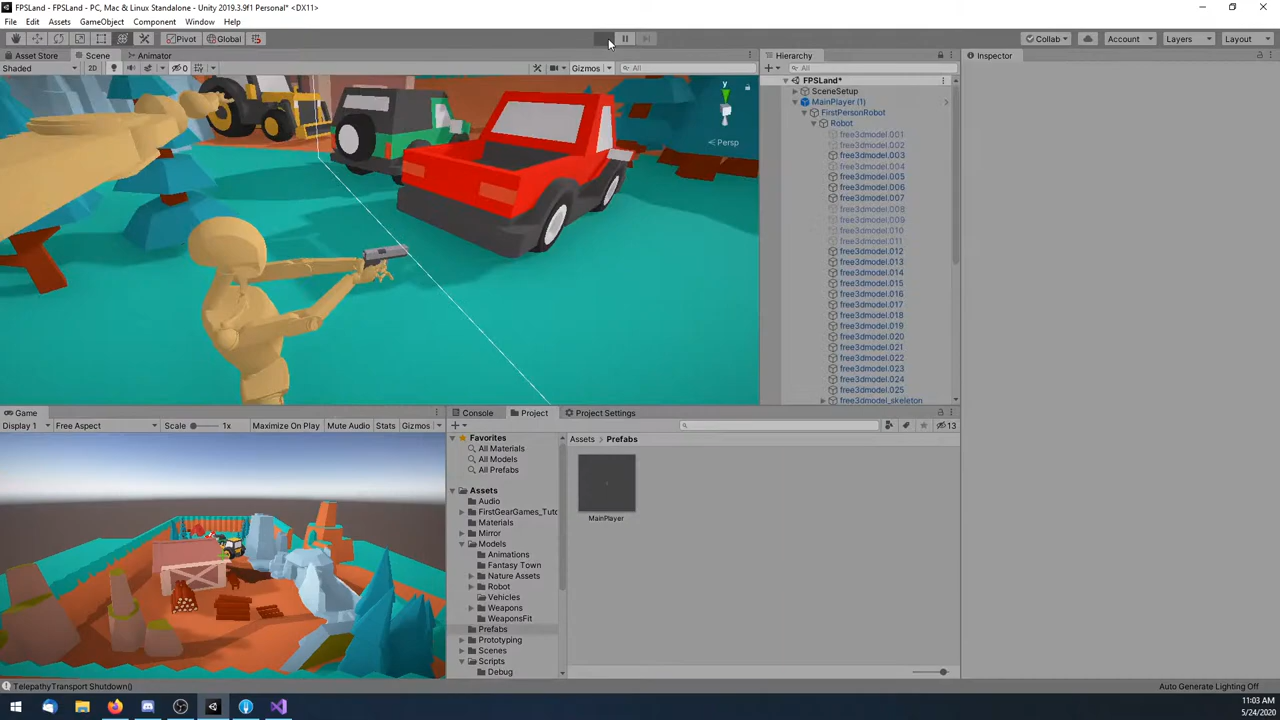 FPSLand - FPSLand - PC, Mac & Linux Standalone - Unity 2019.3.9f1 Personal* <DX11>
File Edit Assets GameObject Component Window Help
Pivot Global Collab Account Layers Layout
Asset Store Scene Animator
Shaded 2D 0 Gizmos All
y
Persp
Hierarchy
All
FPSLand*
SceneSetup
MainPlayer (1)
FirstPersonRobot
Robot
free3dmodel.001
free3dmodel.002
free3dmodel.003
free3dmodel.004
free3dmodel.005
free3dmodel.006
free3dmodel.007
free3dmodel.008
free3dmodel.009
free3dmodel.010
free3dmodel.011
free3dmodel.012
free3dmodel.013
free3dmodel.014
free3dmodel.015
free3dmodel.016
free3dmodel.017
free3dmodel.018
free3dmodel.019
free3dmodel.020
free3dmodel.021
free3dmodel.022
free3dmodel.023
free3dmodel.024
free3dmodel.025
free3dmodel_skeleton
Inspector
Game
Display 1 Free Aspect Scale 1x Maximize On Play Mute Audio Stats Gizmos
Console Project Project Settings
13
Favorites
All Materials
All Models
All Prefabs
Assets
Audio
FirstGearGames_Tuto
Materials
Mirror
Models
Animations
Fantasy Town
Nature Assets
Robot
Vehicles
Weapons
WeaponsFit
Prefabs
Prototyping
Scenes
Scripts
Debug
Assets > Prefabs
MainPlayer
TelepathyTransport Shutdown()
Auto Generate Lighting Off
11:03 AM
5/24/2020